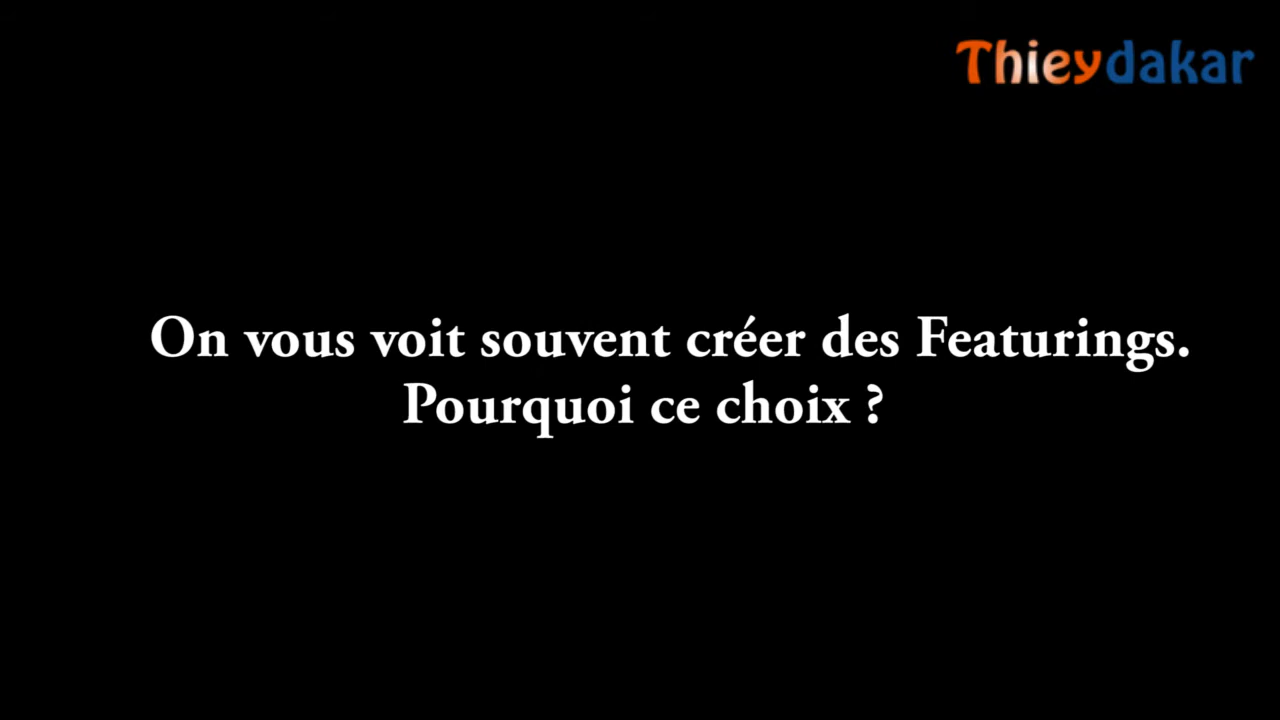 Thieydakar
On vous voit souvent créer des Featurings.
Pourquoi ce choix ?